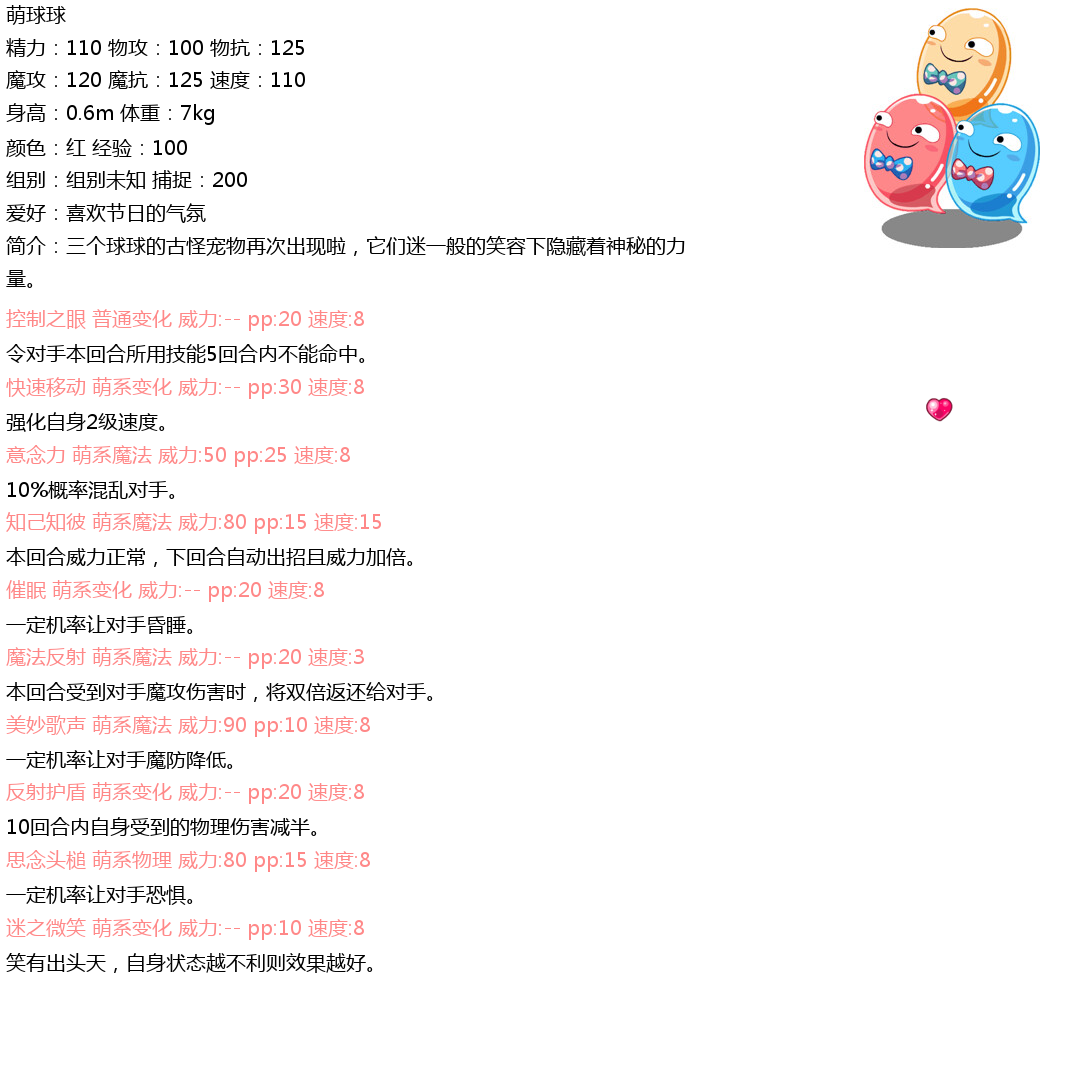 萌球球
精力：110 物攻：100 物抗：125
魔攻：120 魔抗：125 速度：110
身高：0.6m 体重：7kg
颜色：红 经验：100
组别：组别未知 捕捉：200
爱好：喜欢节日的气氛
简介：三个球球的古怪宠物再次出现啦，它们迷一般的笑容下隐藏着神秘的力
量。
控制之眼 普通变化 威力:-- pp:20 速度:8
令对手本回合所用技能5回合内不能命中。
快速移动 萌系变化 威力:-- pp:30 速度:8
强化自身2级速度。
意念力 萌系魔法 威力:50 pp:25 速度:8
10%概率混乱对手。
知己知彼 萌系魔法 威力:80 pp:15 速度:15
本回合威力正常，下回合自动出招且威力加倍。
催眠 萌系变化 威力:-- pp:20 速度:8
一定机率让对手昏睡。
魔法反射 萌系魔法 威力:-- pp:20 速度:3
本回合受到对手魔攻伤害时，将双倍返还给对手。
美妙歌声 萌系魔法 威力:90 pp:10 速度:8
一定机率让对手魔防降低。
反射护盾 萌系变化 威力:-- pp:20 速度:8
10回合内自身受到的物理伤害减半。
思念头槌 萌系物理 威力:80 pp:15 速度:8
一定机率让对手恐惧。
迷之微笑 萌系变化 威力:-- pp:10 速度:8
笑有出头天，自身状态越不利则效果越好。